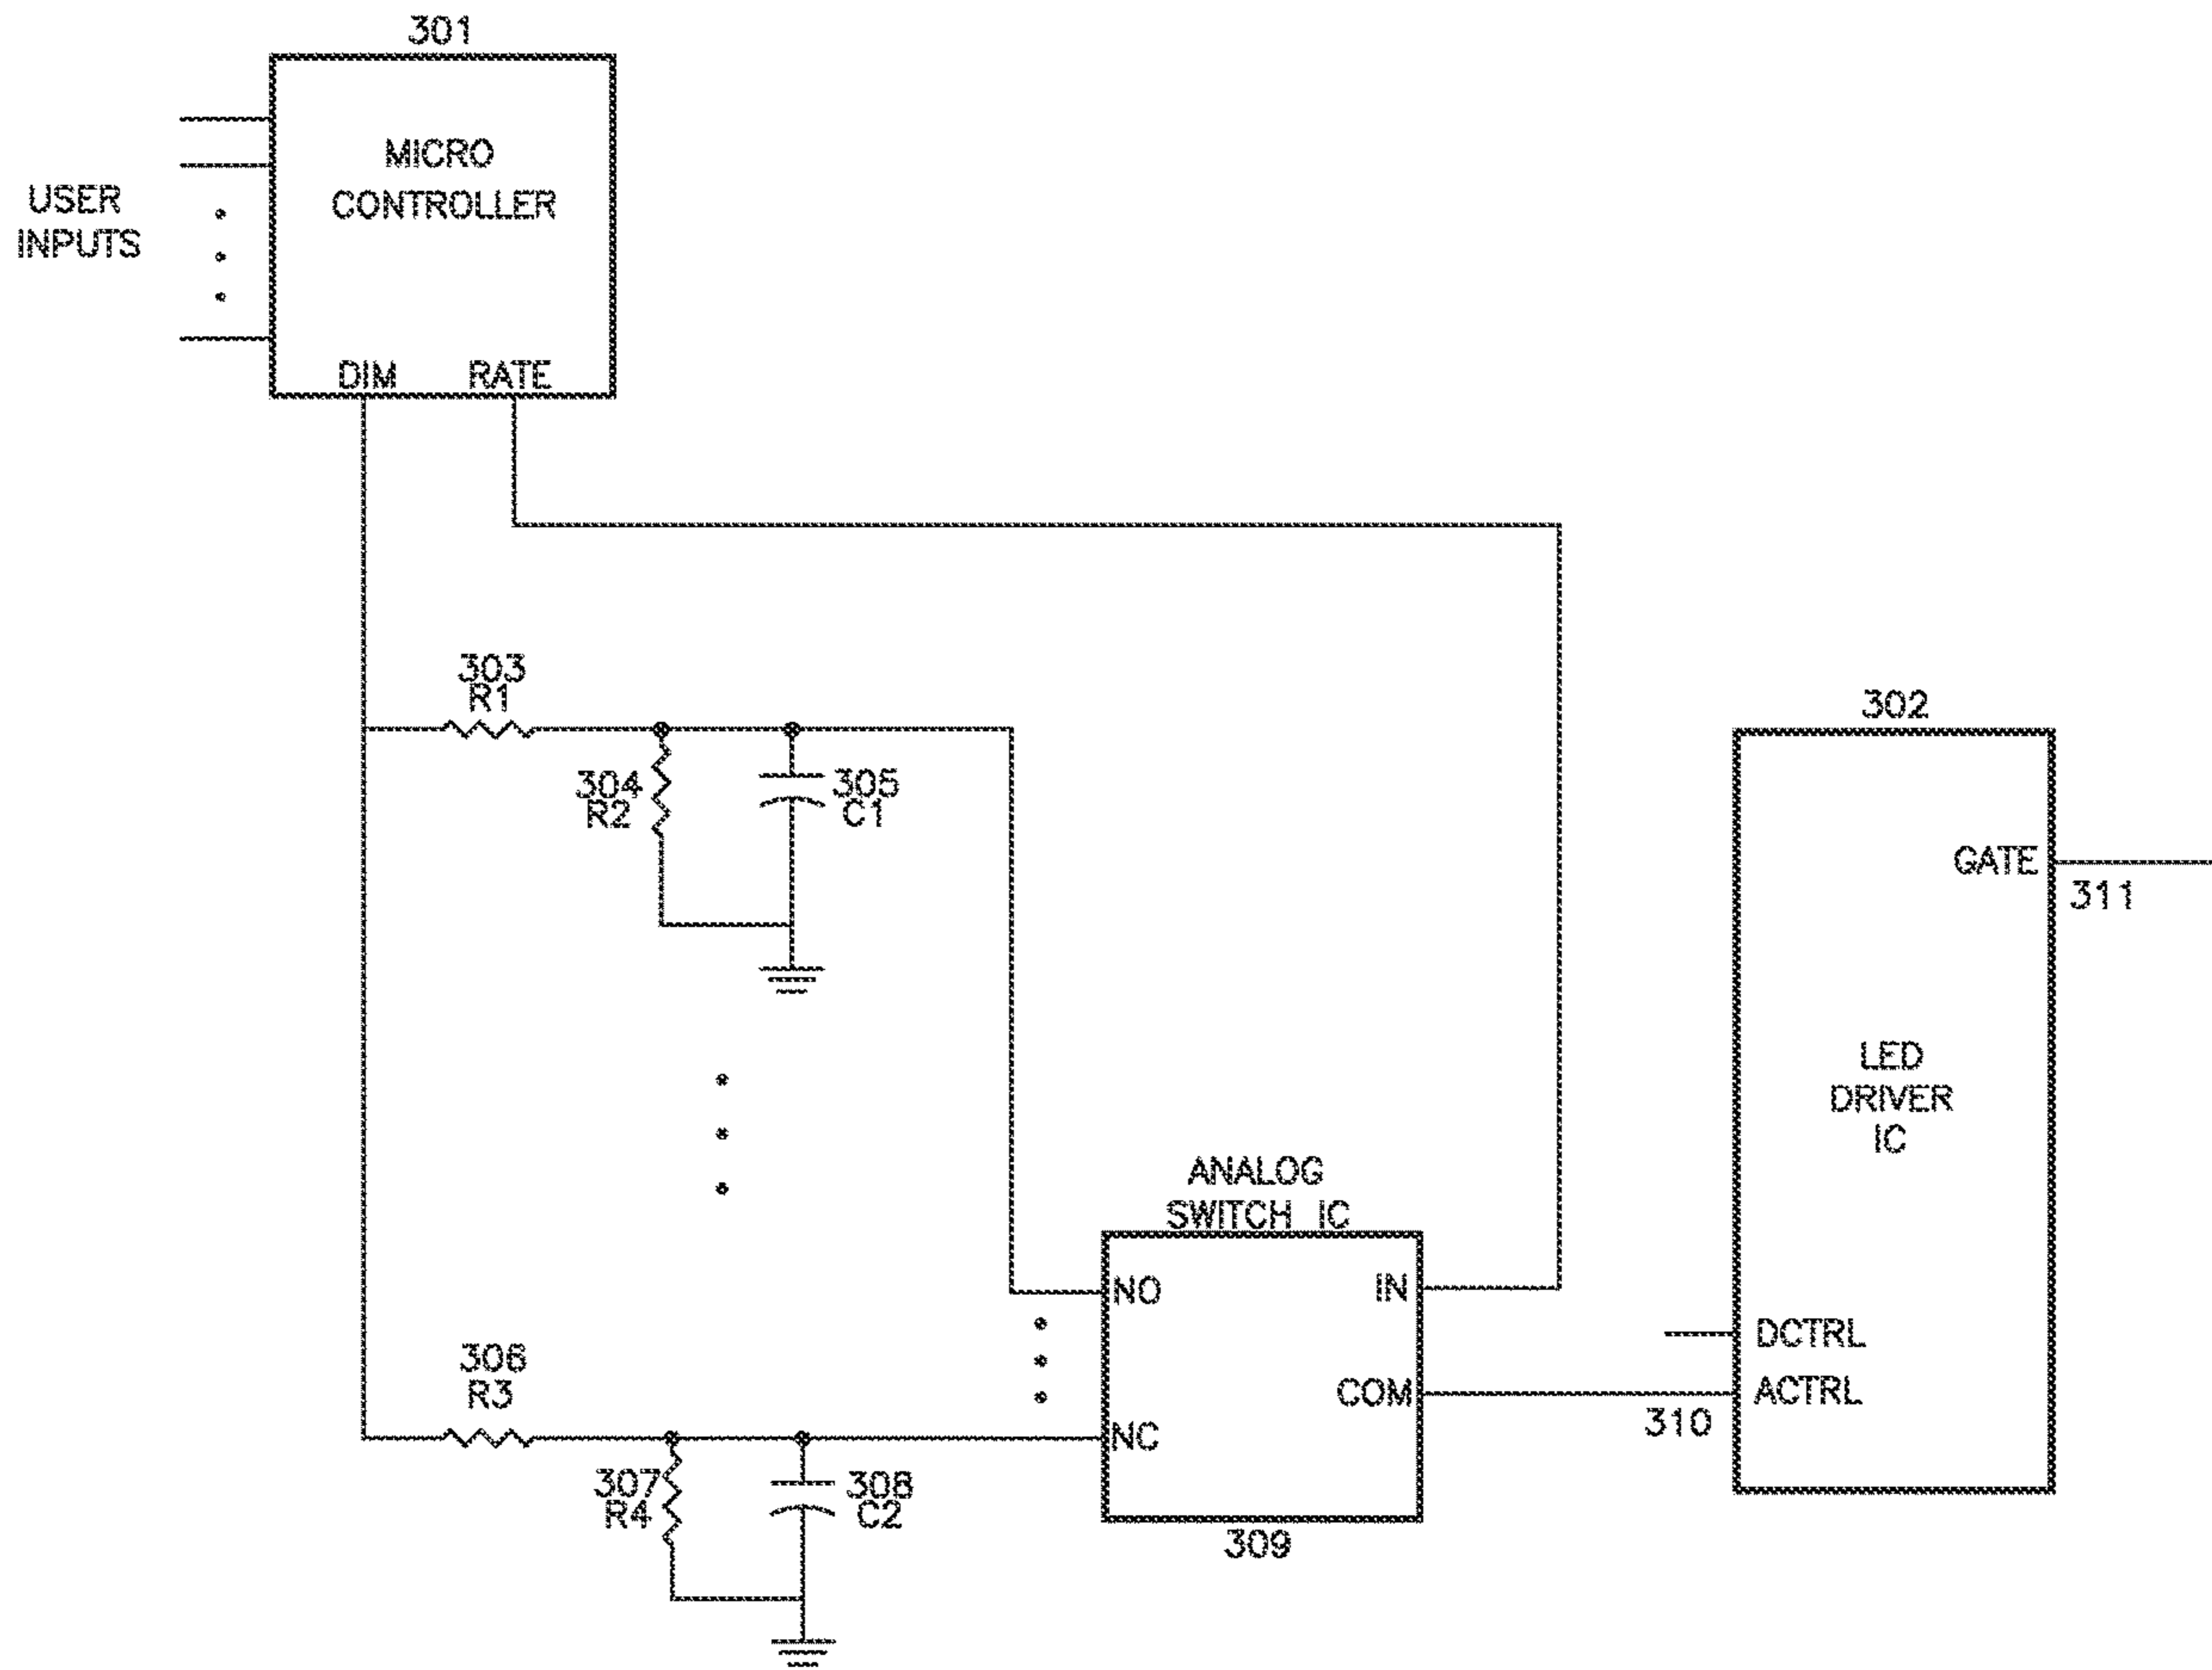 301
MICRO
CONTROLLER
USER
INPUTS
DIM RATE
303
R1
304
R2
305
C1
302
GATE
311
LED
DRIVER
IC
ANALOG
SWITCH IC
NO
IN
DCTRL
COM
ACTRL
310
NC
306
R3
307
R4
308
C2
309